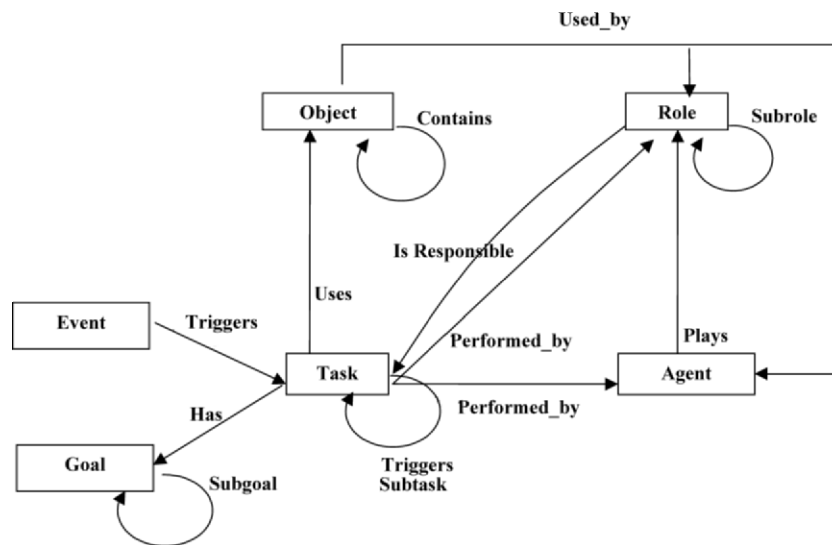 Used_by
Object
Role
Contains
Subrole
Is Responsible
Uses
Event
Triggers
Performed_by
Plays
Task
Agent
Has
Performed_by
Goal
Subgoal
Triggers
Subtask